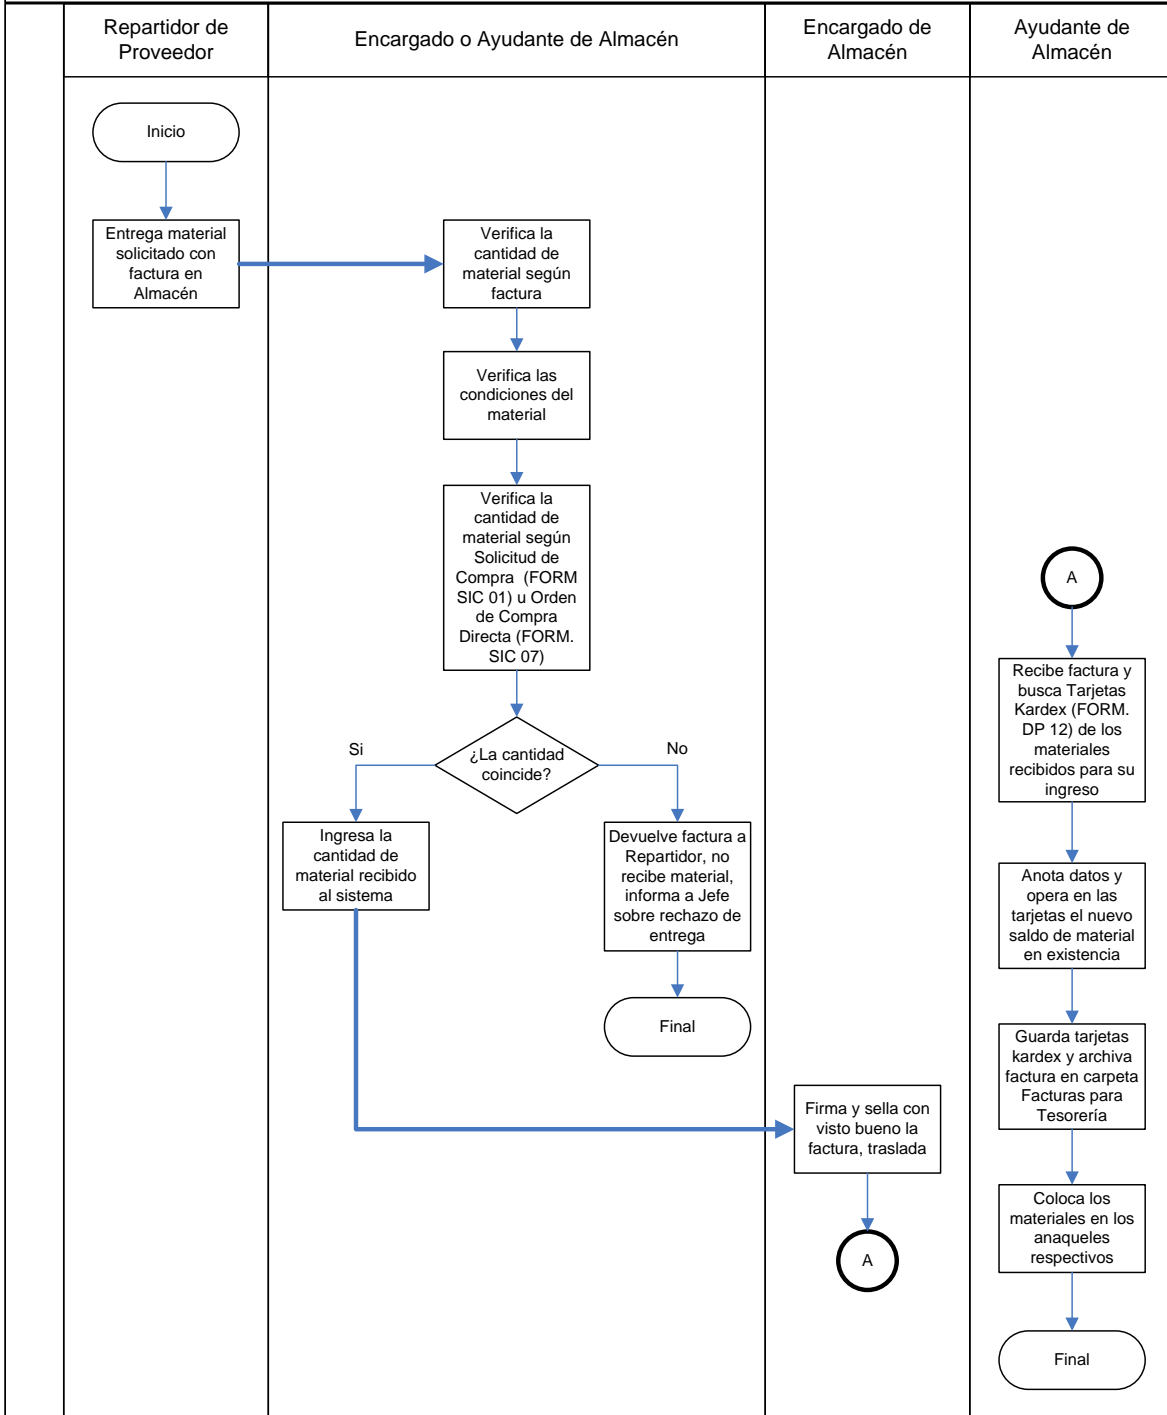 Repartidor de
Proveedor
Encargado o Ayudante de Almacén
Encargado de
Almacén
Ayudante de
Almacén
Inicio
Entrega material
solicitado con
factura en
Almacén
Verifica la
cantidad de
material según
factura
Verifica las
condiciones del
material
Verifica la
cantidad de
material según
Solicitud de
Compra (FORM
SIC 01) u Orden
de Compra
Directa (FORM.
SIC 07)
¿La cantidad
coincide?
Si
No
Ingresa la
cantidad de
material recibido
al sistema
Devuelve factura a
Repartidor, no
recibe material,
informa a Jefe
sobre rechazo de
entrega
Final
Firma y sella con
visto bueno la
factura, traslada
A
A
Recibe factura y
busca Tarjetas
Kardex (FORM.
DP 12) de los
materiales
recibidos para su
ingreso
Anota datos y
opera en las
tarjetas el nuevo
saldo de material
en existencia
Guarda tarjetas
kardex y archiva
factura en carpeta
Facturas para
Tesorería
Coloca los
materiales en los
anaqueles
respectivos
Final